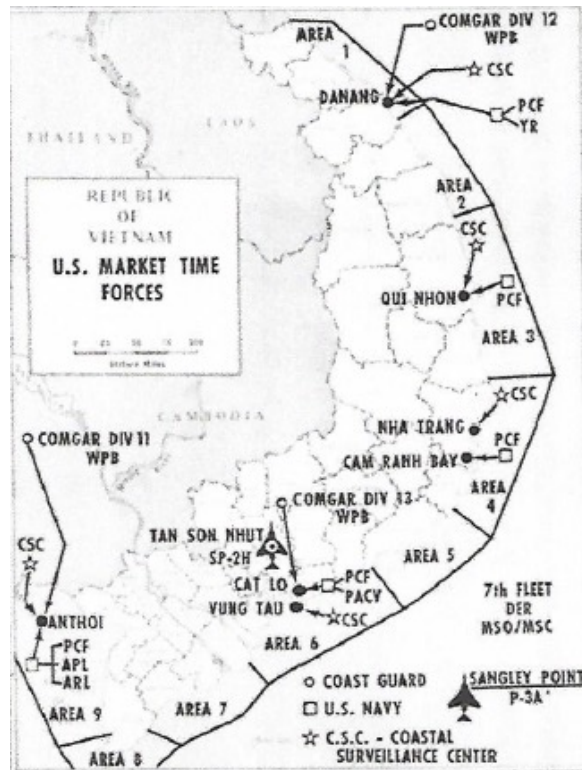 COMGAR DIV 12
WPB
AREA
1
CSC
DANANG
PCF
YR
THAILAND
LAOS
REPUBLIC
OF
VIETNAM
U.S. MARKET TIME
FORCES
Statute Miles
AREA
2
CSC
QUI NHON
PCF
AREA 3
CAMBODIA
CSC
NHA TRANG
PCF
CAM RANH BAY
AREA
4
COMGAR DIV 11
WPB
COMGAR DIV 13
WPB
TAN SON NHUT
SP-2H
AREA 5
CSC
CAT LO
PCF
PACV
VUNG TAU
CSC
7th FLEET
DER
MSO/MSC
ANTHOI
PCF
APL
ARL
AREA 6
AREA 7
AREA 8
AREA 9
COAST GUARD
U.S. NAVY
C.S.C. - COASTAL
SURVEILLANCE CENTER
SANGLEY POINT
P-3A